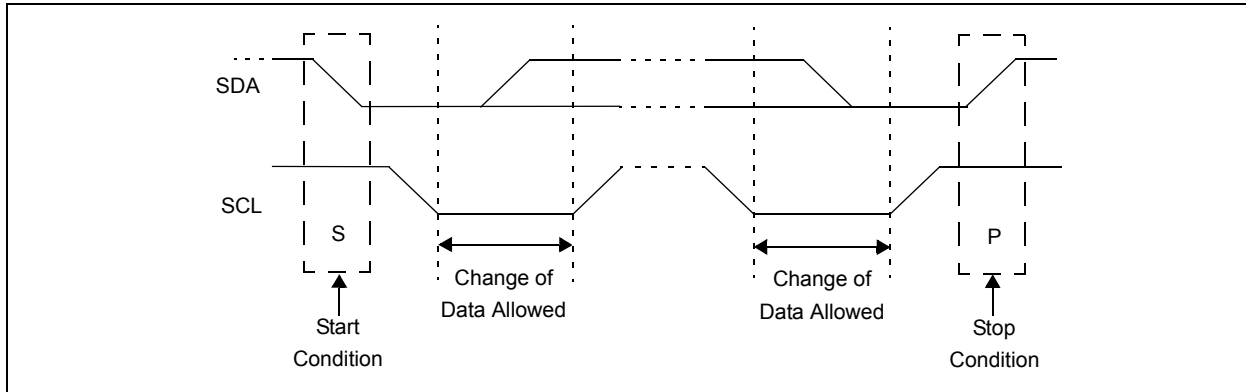 SDA
SCL
S
P
Change of
Data Allowed
Change of
Data Allowed
Start
Condition
Stop
Condition